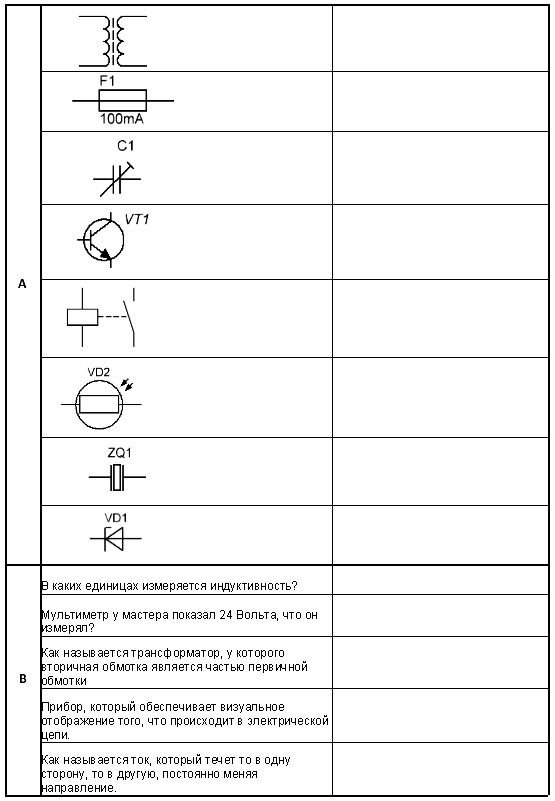 F1
100mA
C1
VT1
A
VD2
ZQ1
VD1
В каких единицах измеряется индуктивность?
Мультиметр у мастера показал 24 Вольта, что он
измерял?
Как называется трансформатор, у которого
вторичная обмотка является частью первичной
обмотки
B
Прибор, который обеспечивает визуальное
отображение того, что происходит в электрической
цепи.
Как называется ток, который течет то в одну
сторону, то в другую, постоянно меняя
направление.